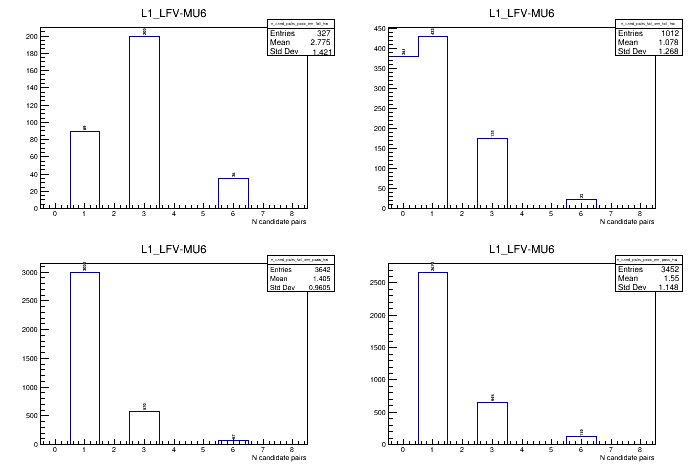 L1_LFV-MU6
Entries 327
Mean 2.775
Std Dev 1.421
200
180
160
140
120
100
80
60
40
20
0
0 1 2 3 4 5 6 7 8
N candidate pairs
L1_LFV-MU6
Entries 1012
Mean 1.078
Std Dev 1.268
450
400
350
300
250
200
150
100
50
0
0 1 2 3 4 5 6 7 8
N candidate pairs
L1_LFV-MU6
Entries 3642
Mean 1.405
Std Dev 0.9605
3000
2500
2000
1500
1000
500
0
0 1 2 3 4 5 6 7 8
N candidate pairs
L1_LFV-MU6
Entries 3452
Mean 1.55
Std Dev 1.148
2500
2000
1500
1000
500
0
0 1 2 3 4 5 6 7 8
N candidate pairs